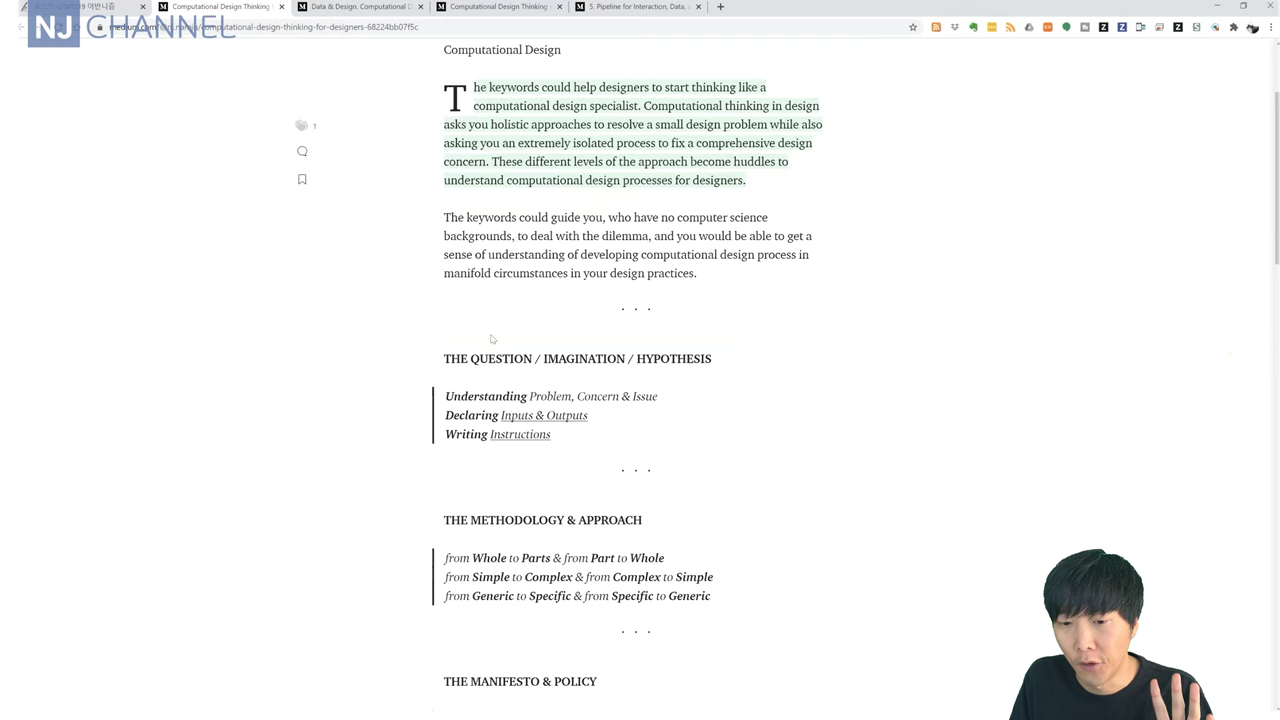 Computational Design Thinking
Data & Design. Computational D
Computational Design Thinking
5. Pipeline for Interaction, Data,
NJ CHANNEL
computational-design-thinking-for-designers-68224bb07f5c
Computational Design
The keywords could help designers to start thinking like a
computational design specialist. Computational thinking in design
asks you holistic approaches to resolve a small design problem while also
asking you an extremely isolated process to fix a comprehensive design
concern. These different levels of the approach become huddles to
understand computational design processes for designers.
1
The keywords could guide you, who have no computer science
backgrounds, to deal with the dilemma, and you would be able to get a
sense of understanding of developing computational design process in
manifold circumstances in your design practices.
. . .
THE QUESTION / IMAGINATION / HYPOTHESIS
Understanding Problem, Concern & Issue
Declaring Inputs & Outputs
Writing Instructions
. . .
THE METHODOLOGY & APPROACH
from Whole to Parts & from Part to Whole
from Simple to Complex & from Complex to Simple
from Generic to Specific & from Specific to Generic
. . .
THE MANIFESTO & POLICY